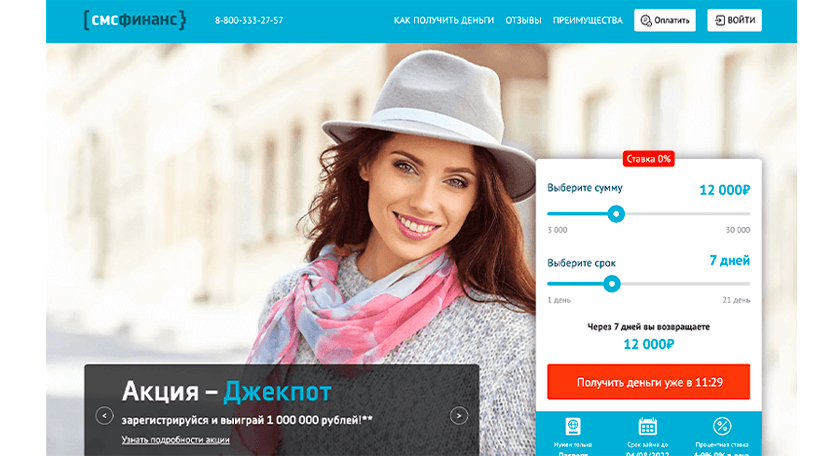 {смсфинанс}
8-800-333-27-57
КАК ПОЛУЧИТЬ ДЕНЬГИ
ОТЗЫВЫ
ПРЕИМУЩЕСТВА
Оплатить
ВОЙТИ
Ставка 0%
Выберите сумму
12 000₽
3 000
30 000
Выберите срок
7 дней
1 день
21 день
Через 7 дней вы возвращаете
12 000₽
Получить деньги уже в 11:29
Нужен только
Паспорт
Срок займа до
04/08/2022
Процентная ставка
0% в день
Акция – Джекпот
<
зарегистрируйся и выиграй 1 000 000 рублей!**
>
Узнать подробности акции